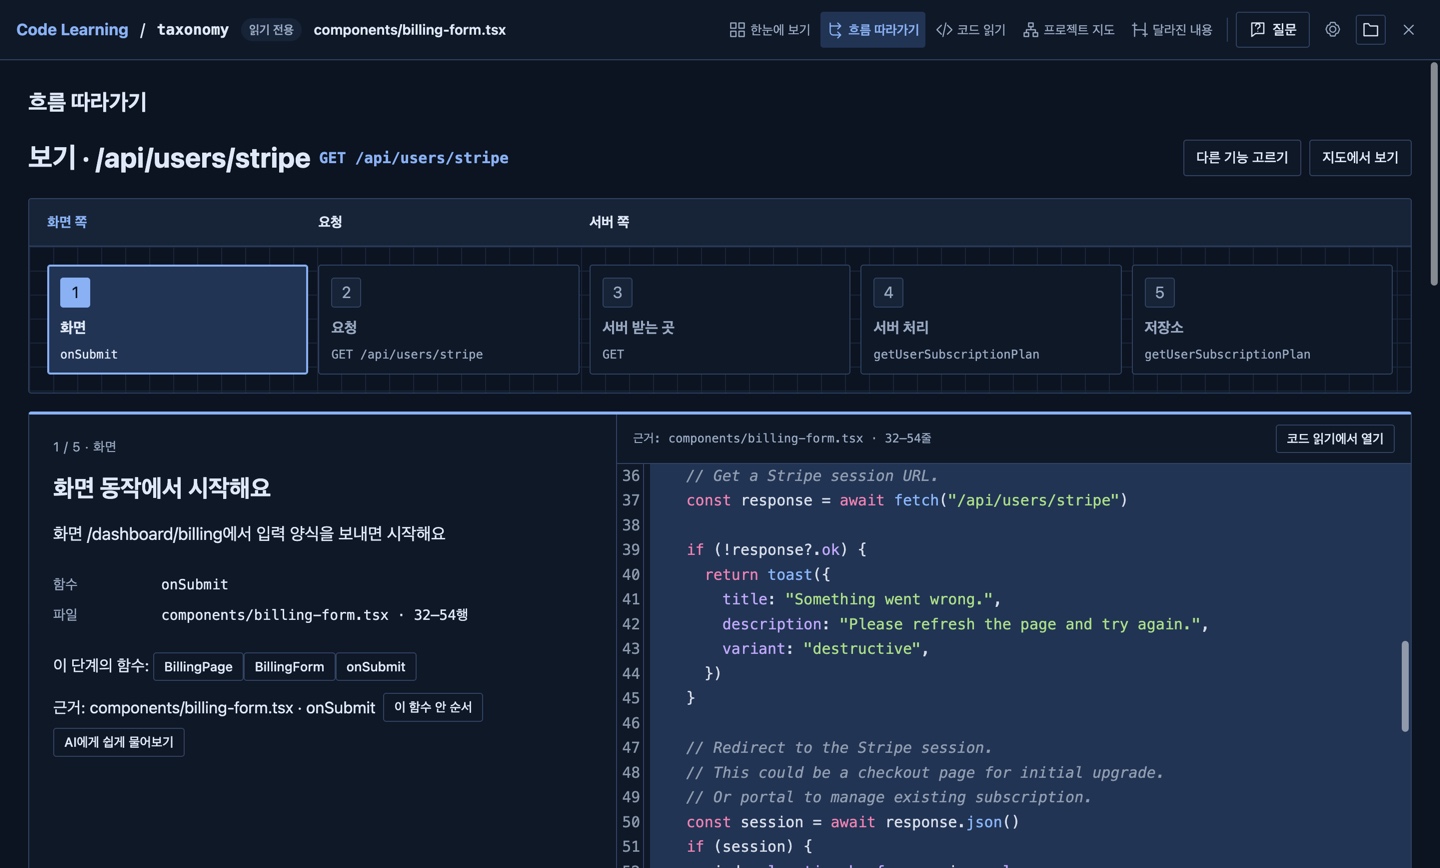 Code Learning / taxonomy 읽기 전용 components/billing-form.tsx 한눈에 보기 흐름 따라가기 코드 읽기 프로젝트 지도 달라진 내용 질문
흐름 따라가기
보기 · /api/users/stripe GET /api/users/stripe 다른 기능 고르기 지도에서 보기
화면 쪽 요청 서버 쪽
1
화면
onSubmit
2
요청
GET /api/users/stripe
3
서버 받는 곳
GET
4
서버 처리
getUserSubscriptionPlan
5
저장소
getUserSubscriptionPlan
1 / 5 · 화면
화면 동작에서 시작해요
화면 /dashboard/billing에서 입력 양식을 보내면 시작해요
함수 onSubmit
파일 components/billing-form.tsx · 32–54행
이 단계의 함수: BillingPage BillingForm onSubmit
근거: components/billing-form.tsx · onSubmit 이 함수 안 순서
AI에게 쉽게 물어보기
근거: components/billing-form.tsx · 32–54줄 코드 읽기에서 열기
36 // Get a Stripe session URL.
37 const response = await fetch("/api/users/stripe")
38
39 if (!response?.ok) {
40 return toast({
41 title: "Something went wrong.",
42 description: "Please refresh the page and try again.",
43 variant: "destructive",
44 })
45 }
46
47 // Redirect to the Stripe session.
48 // This could be a checkout page for initial upgrade.
49 // Or portal to manage existing subscription.
50 const session = await response.json()
51 if (session) {